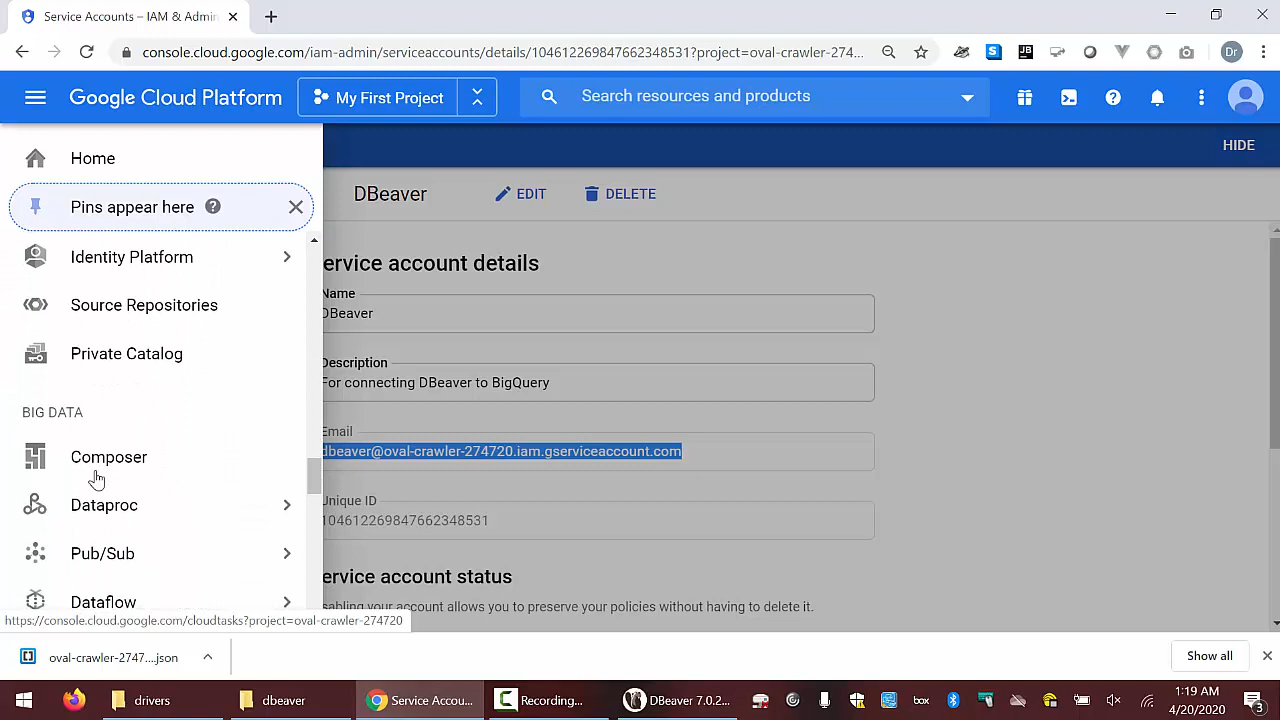 Service Accounts – IAM & Admin
console.cloud.google.com/iam-admin/serviceaccounts/details/104612269847662348531?project=oval-crawler-274...
Dr
Google Cloud Platform
My First Project
Search resources and products
HIDE
Home
Pins appear here
Identity Platform
Source Repositories
Private Catalog
BIG DATA
Composer
Dataproc
Pub/Sub
Dataflow
https://console.cloud.google.com/cloudtasks?project=oval-crawler-274720
DBeaver
EDIT
DELETE
ervice account details
Name
DBeaver
Description
For connecting DBeaver to BigQuery
Email
dbeaver@oval-crawler-274720.iam.gserviceaccount.com
Unique ID
104612269847662348531
ervice account status
abling your account allows you to preserve your policies without having to delete it.
oval-crawler-2747....json
Show all
drivers
dbeaver
Service Accou...
Recording...
DBeaver 7.0.2...
box
1:19 AM
4/20/2020
3